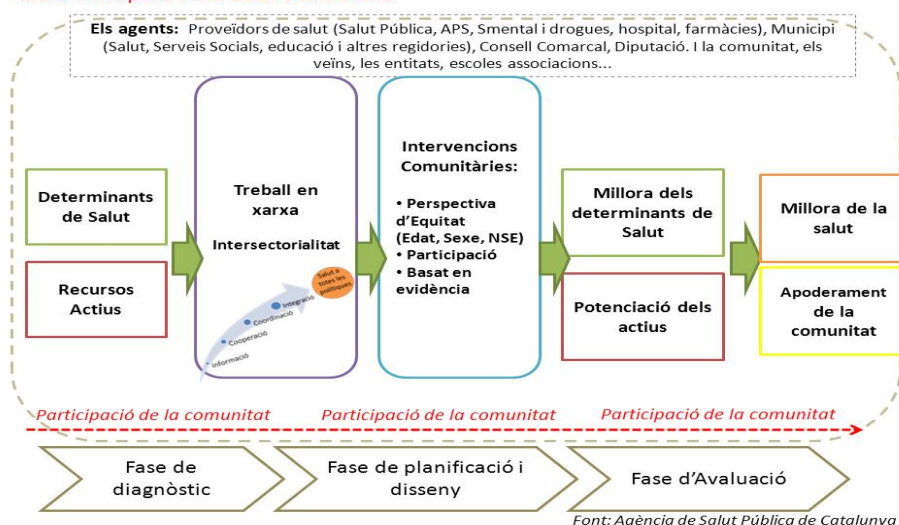 Els agents: Proveïdors de salut (Salut Pública, APS, Smental i drogues, hospital, farmàcies), Municipi
(Salut, Serveis Socials, educació i altres regidories), Consell Comarcal, Diputació. I la comunitat, els
veïns, les entitats, escoles associacions...
Determinants
de Salut
Recursos
Actius
Treball en
xarxa
Intersectorialitat
Salut a
totes les
polítiques
Integració
Coordinació
Cooperació
Informació
Intervencions
Comunitàries:
• Perspectiva
d'Equitat
(Edat, Sexe, NSE)
• Participació
• Basat en
evidència
Millora dels
determinants de
Salut
Potenciació dels
actius
Millora de la
salut
Apoderament
de la
comunitat
Participació de la comunitat
Participació de la comunitat
Participació de la comunitat
Fase de
diagnòstic
Fase de planificació i
disseny
Fase d'Avaluació
Font: Agència de Salut Pública de Catalunya